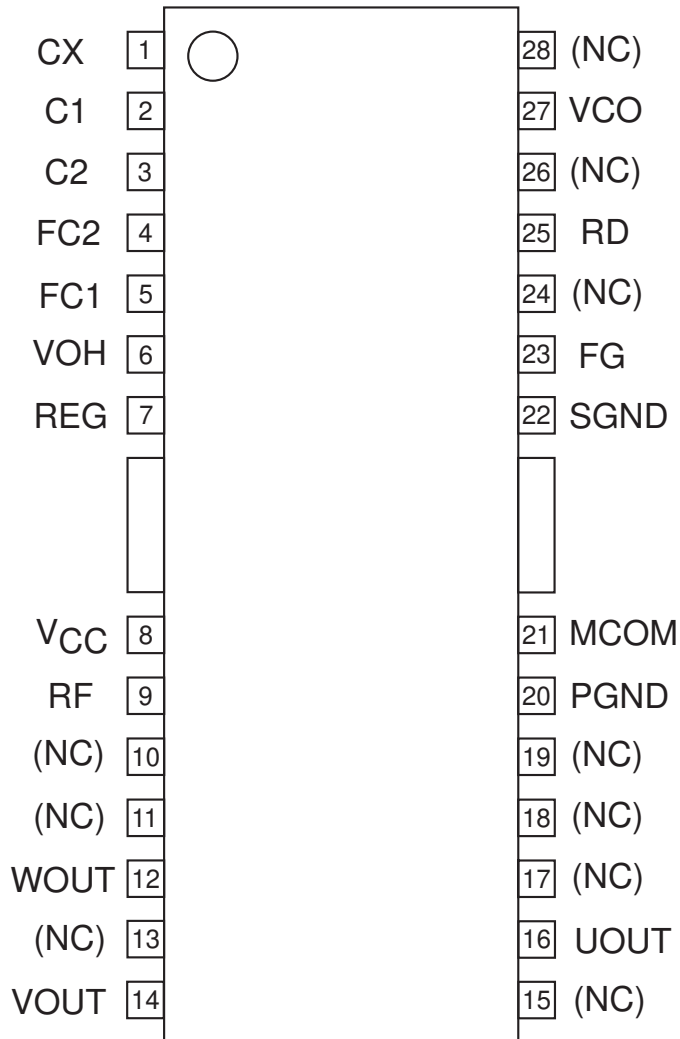 CX 1 28 (NC)
C1 2 27 VCO
C2 3 26 (NC)
FC2 4 25 RD
FC1 5 24 (NC)
VOH 6 23 FG
REG 7 22 SGND
VCC 8 21 MCOM
RF 9 20 PGND
(NC) 10 19 (NC)
(NC) 11 18 (NC)
WOUT 12 17 (NC)
(NC) 13 16 UOUT
VOUT 14 15 (NC)